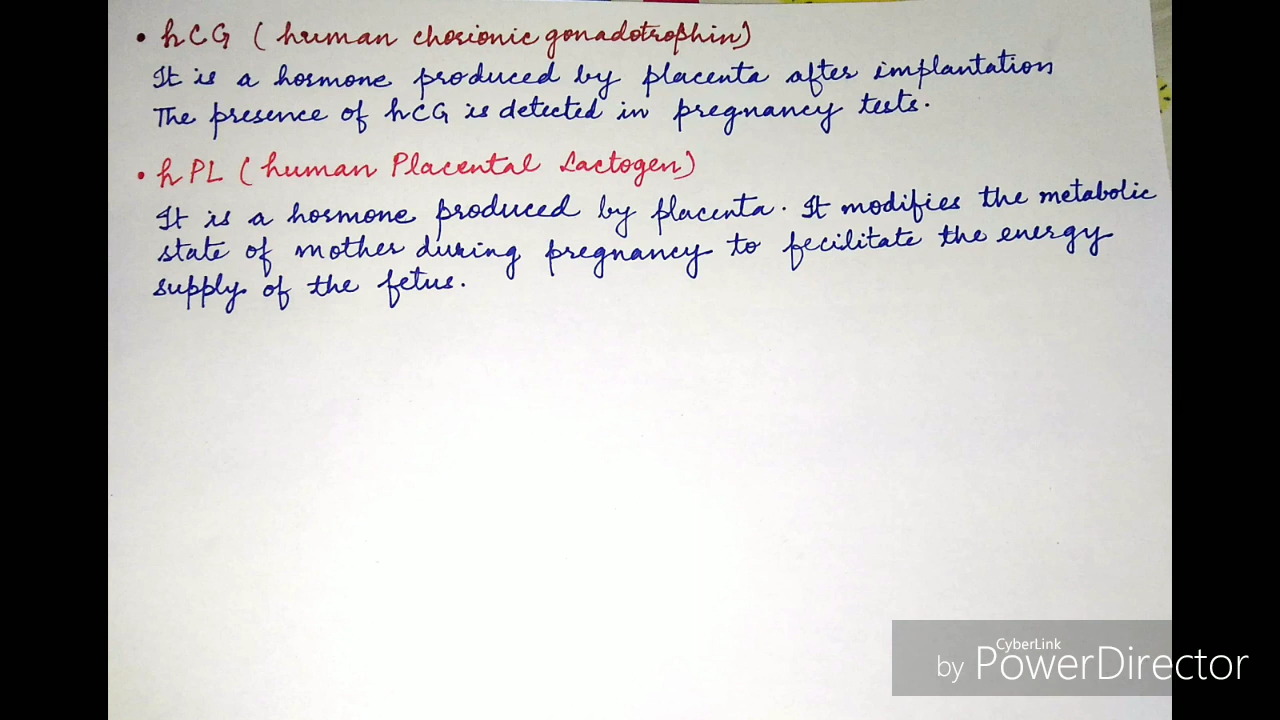 • hCG ( human chorionic gonadotrophin)
It is a hormone produced by placenta after implantation
The presence of hCG is detected in pregnancy tests.
• hPL ( human Placental Lactogen)
It is a hormone produced by placenta. It modifies the metabolic
state of mother during pregnancy to fecilitate the energy
supply of the fetus.
CyberLink
by PowerDirector